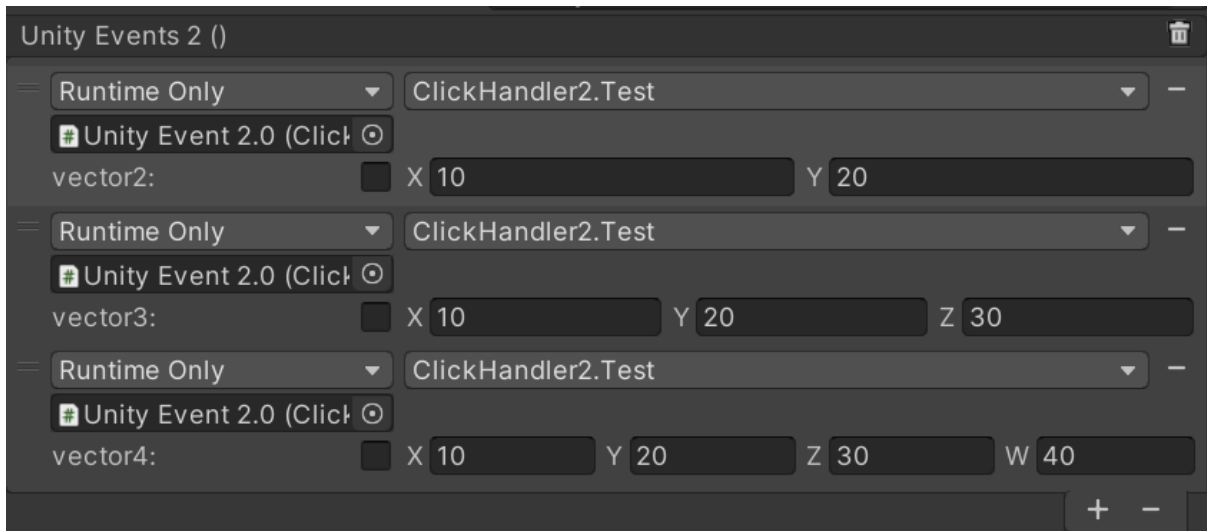 Unity Events 2 ()
Runtime Only ClickHandler2.Test
Unity Event 2.0 (Click
vector2: X 10 Y 20
Runtime Only ClickHandler2.Test
Unity Event 2.0 (Click
vector3: X 10 Y 20 Z 30
Runtime Only ClickHandler2.Test
Unity Event 2.0 (Click
vector4: X 10 Y 20 Z 30 W 40